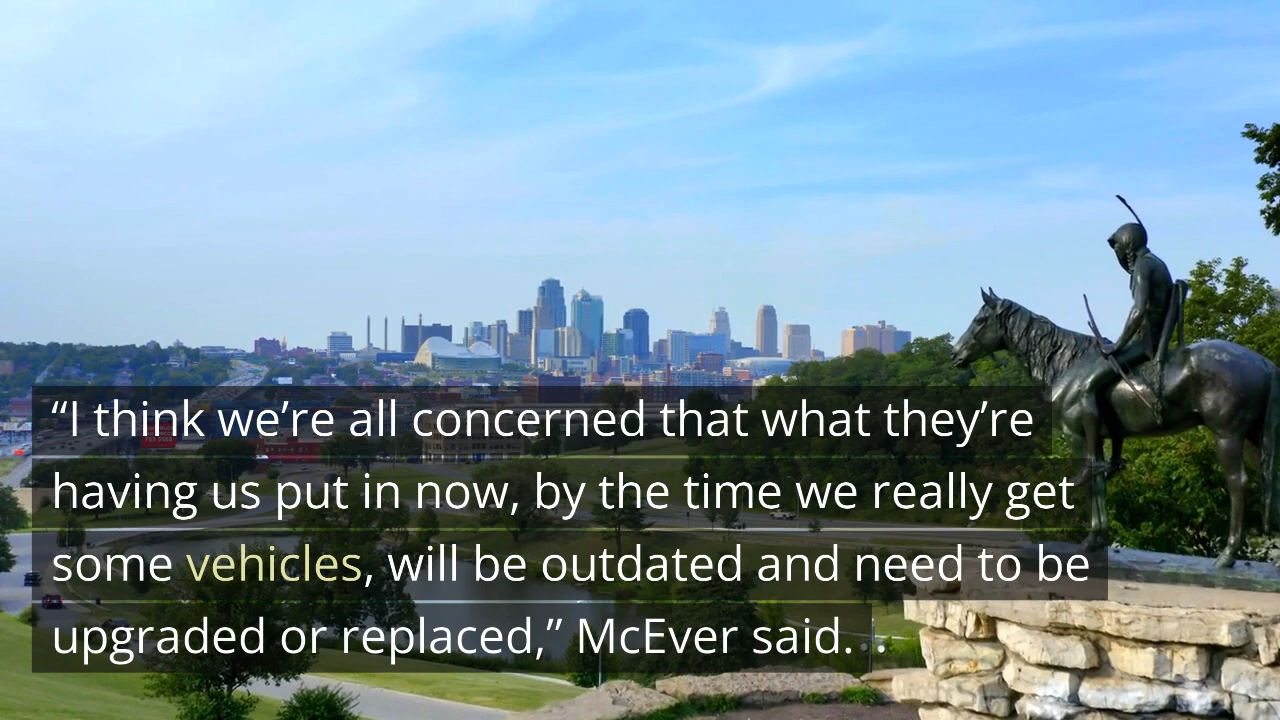 “I think we’re all concerned that what they’re
having us put in now, by the time we really get
some vehicles, will be outdated and need to be
upgraded or replaced,” McEver said. .